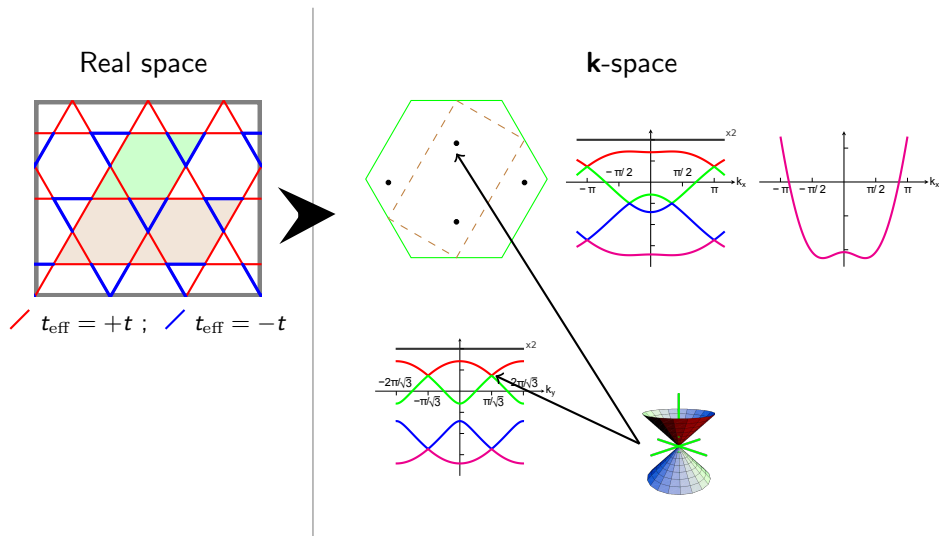 Real space
k-space
t_eff = +t ; t_eff = −t
x2
−π −π/2 π/2 π k_x
−π −π/2 π/2 π k_x
x2
−2π/√3 −π/√3 π/√3 2π/√3 k_y